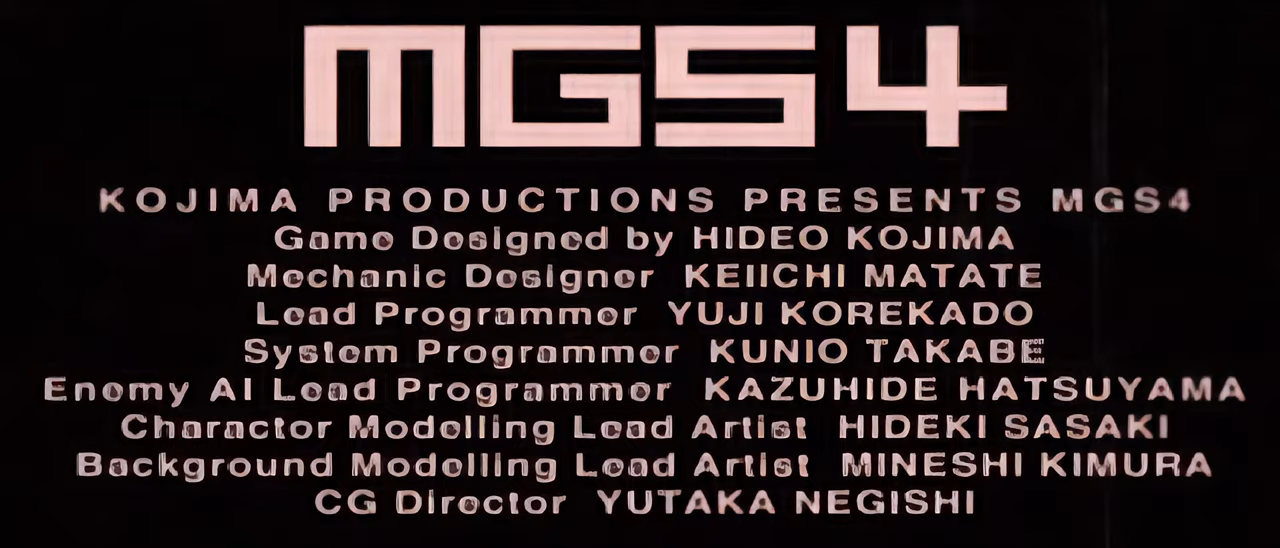 MGS4
KOJIMA PRODUCTIONS PRESENTS MGS4
Game Designed by HIDEO KOJIMA
Mechanic Designer KEIICHI MATATE
Lead Programmer YUJI KOREKADO
System Programmer KUNIO TAKABE
Enemy AI Lead Programmer KAZUHIDE HATSUYAMA
Charactor Modelling Lead Artist HIDEKI SASAKI
Background Modelling Lead Artist MINESHI KIMURA
CG Director YUTAKA NEGISHI